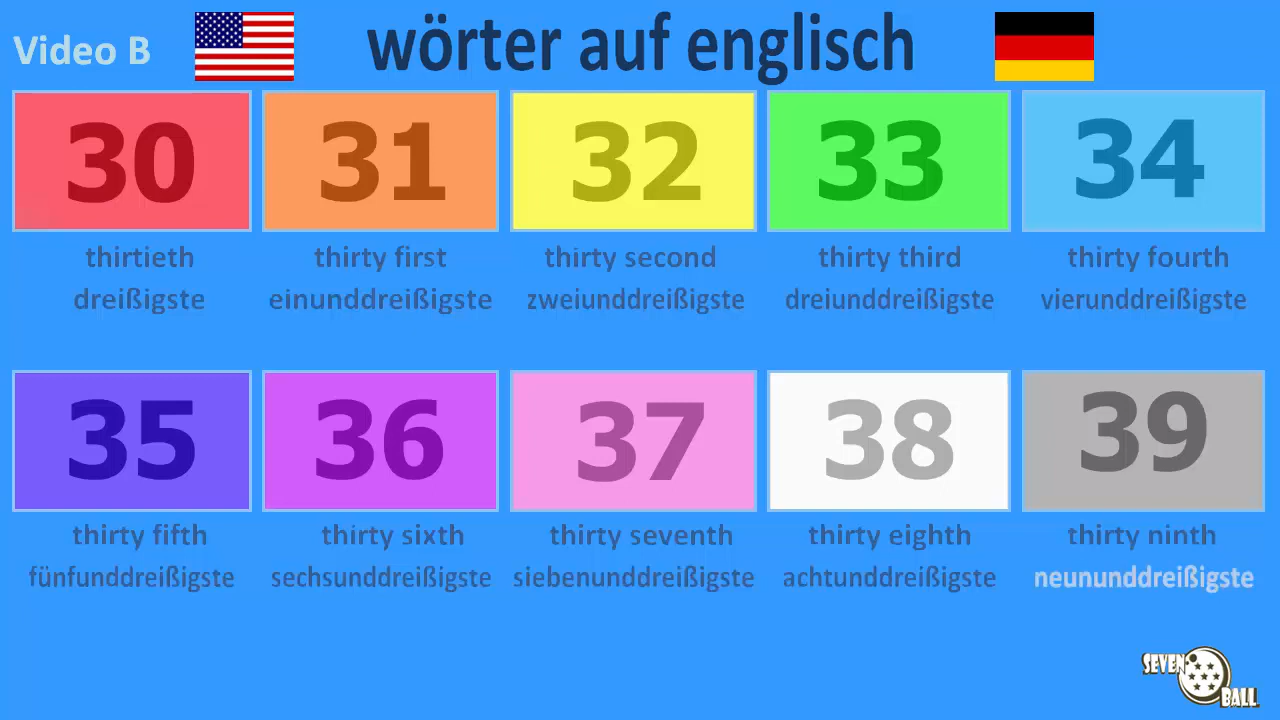 Video B
wörter auf englisch
30 31 32 33 34
thirtieth thirty first thirty second thirty third thirty fourth
dreißigste einunddreißigste zweiunddreißigste dreiunddreißigste vierunddreißigste
35 36 37 38 39
thirty fifth thirty sixth thirty seventh thirty eighth thirty ninth
fünfunddreißigste sechsunddreißigste siebenunddreißigste achtunddreißigste neununddreißigste
SEVEN
BALL